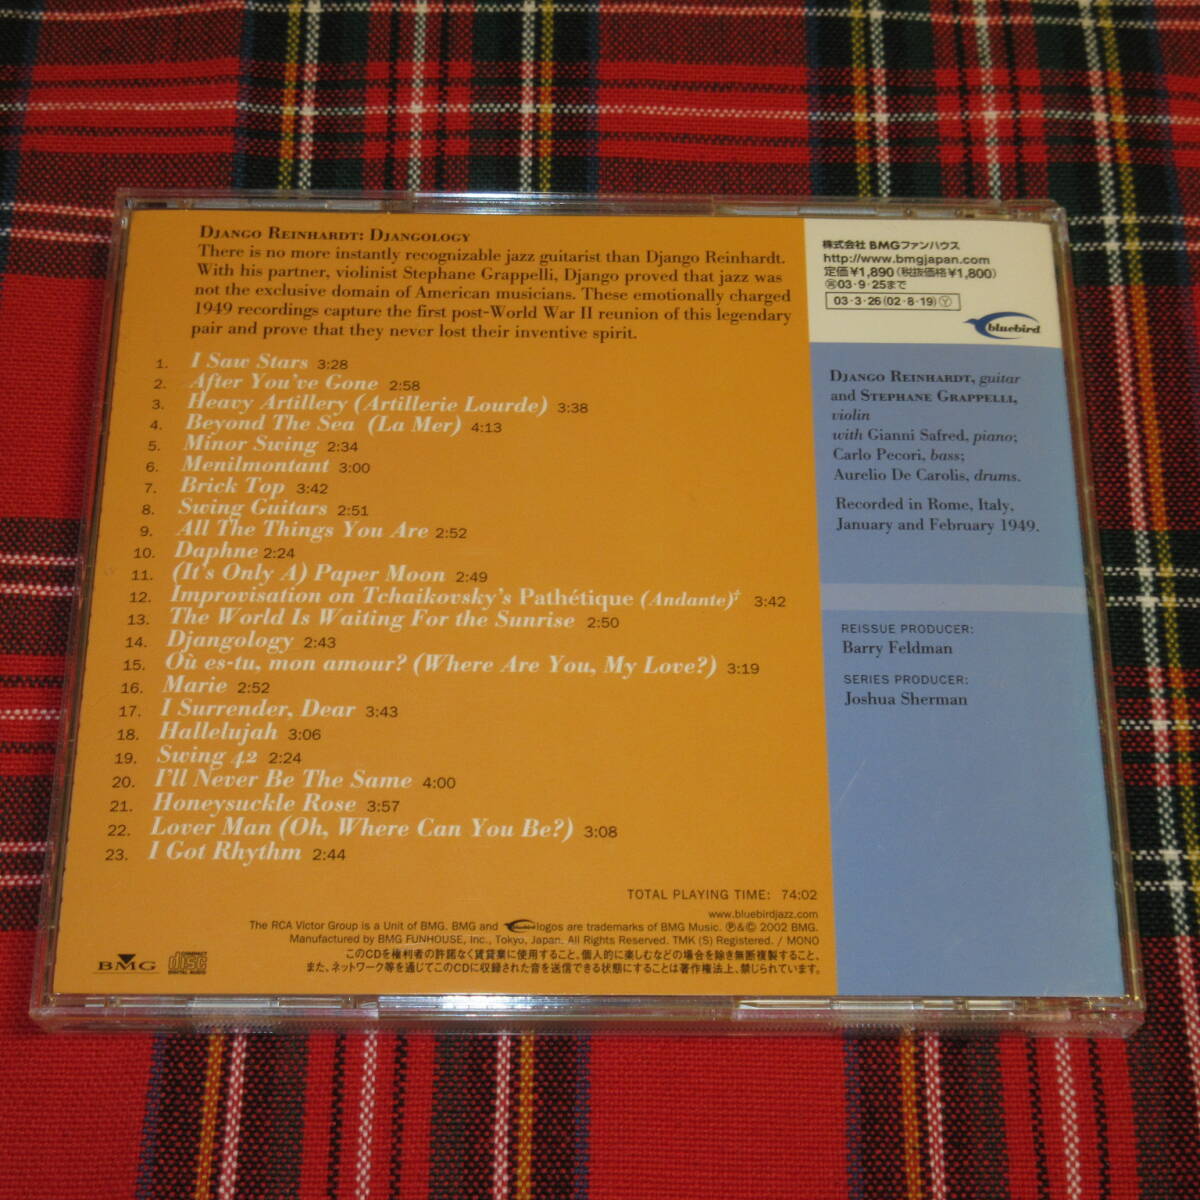 DJANGO REINHARDT: DJANGOLOGY
There is no more instantly recognizable jazz guitarist than Django Reinhardt.
With his partner, violinist Stephane Grappelli, Django proved that jazz was
not the exclusive domain of American musicians. These emotionally charged
1949 recordings capture the first post-World War II reunion of this legendary
pair and prove that they never lost their inventive spirit.
1. I Saw Stars 3:28
2. After You've Gone 2:58
3. Heavy Artillery (Artillerie Lourde) 3:38
4. Beyond The Sea (La Mer) 4:13
5. Minor Swing 2:34
6. Menilmontant 3:00
7. Brick Top 3:42
8. Swing Guitars 2:51
9. All The Things You Are 2:52
10. Daphne 2:24
11. (It's Only A) Paper Moon 2:49
12. Improvisation on Tchaikovsky's Pathétique (Andante)‡ 3:42
13. The World Is Waiting For the Sunrise 2:50
14. Djangology 2:43
15. Où es-tu, mon amour? (Where Are You, My Love?) 3:19
16. Marie 2:52
17. I Surrender, Dear 3:43
18. Hallelujah 3:06
19. Swing 42 2:24
20. I'll Never Be The Same 4:00
21. Honeysuckle Rose 3:57
22. Lover Man (Oh, Where Can You Be?) 3:08
23. I Got Rhythm 2:44
TOTAL PLAYING TIME: 74:02
www.bluebirdjazz.com
The RCA Victor Group is a Unit of BMG. BMG and bluebird logos are trademarks of BMG Music. ℗&© 2002 BMG.
Manufactured by BMG FUNHOUSE, Inc., Tokyo, Japan. All Rights Reserved. TMK (S) Registered. / MONO
このCDを権利者の許諾なく賃貸業に使用すること、個人的に楽しむなどの場合を除き無断複製すること、
また、ネットワーク等を通じてこのCDに収録された音を送信できる状態にすることは著作権法上、禁じられています。
BMG
COMPACT disc DIGITAL AUDIO
株式会社 BMGファンハウス
http://www.bmgjapan.com
定価¥1,890(税抜価格¥1,800)
㊙03・9・25まで
03・3・26(02・8・19)Ⓨ
bluebird
DJANGO REINHARDT, guitar
and STEPHANE GRAPPELLI,
violin
with Gianni Safred, piano;
Carlo Pecori, bass;
Aurelio De Carolis, drums.
Recorded in Rome, Italy,
January and February 1949.
REISSUE PRODUCER:
Barry Feldman
SERIES PRODUCER:
Joshua Sherman